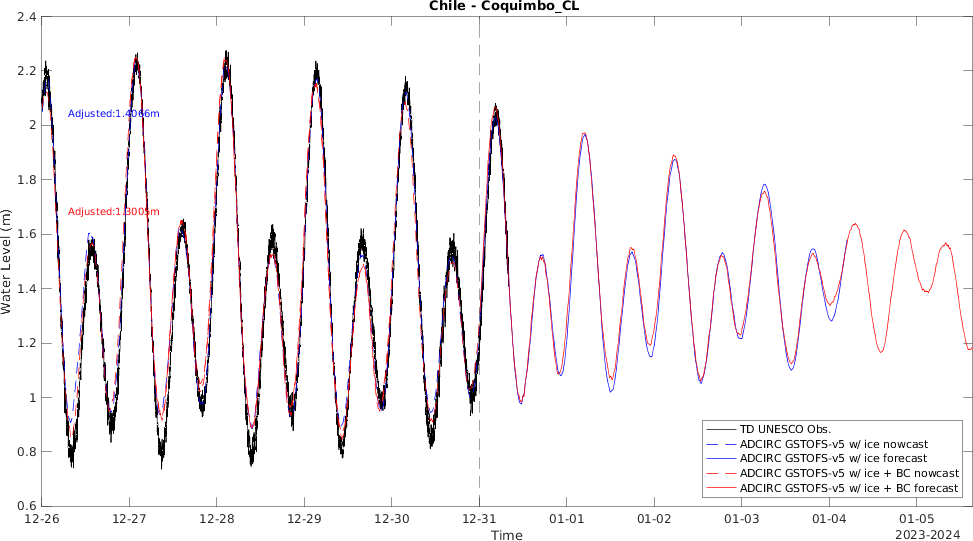 Chile - Coquimbo_CL
2.4
2.2
2
1.8
1.6
1.4
1.2
1
0.8
0.6
Water Level (m)
Adjusted:1.4066m
Adjusted:1.3005m
TD UNESCO Obs.
ADCIRC GSTOFS-v5 w/ ice nowcast
ADCIRC GSTOFS-v5 w/ ice forecast
ADCIRC GSTOFS-v5 w/ ice + BC nowcast
ADCIRC GSTOFS-v5 w/ ice + BC forecast
12-26 12-27 12-28 12-29 12-30 12-31 01-01 01-02 01-03 01-04 01-05
Time
2023-2024